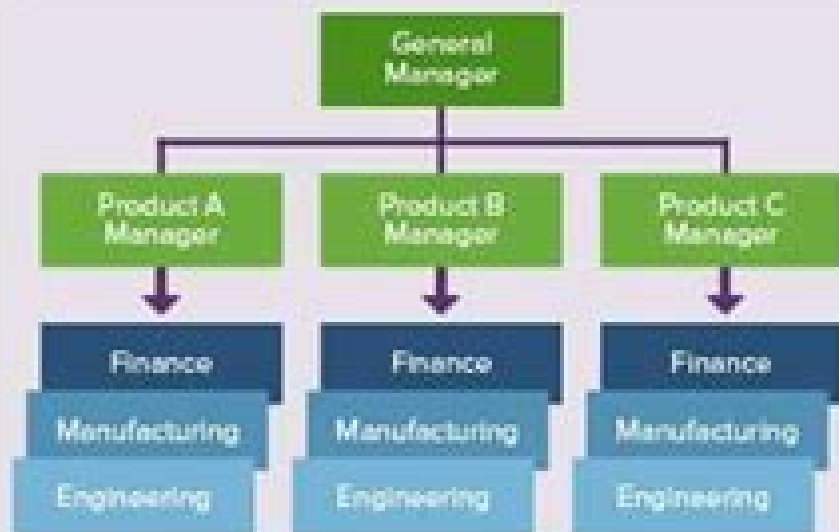 General
Manager
Product A
Manager
Product B
Manager
Product C
Manager
Finance
Finance
Finance
Manufacturing
Manufacturing
Manufacturing
Engineering
Engineering
Engineering